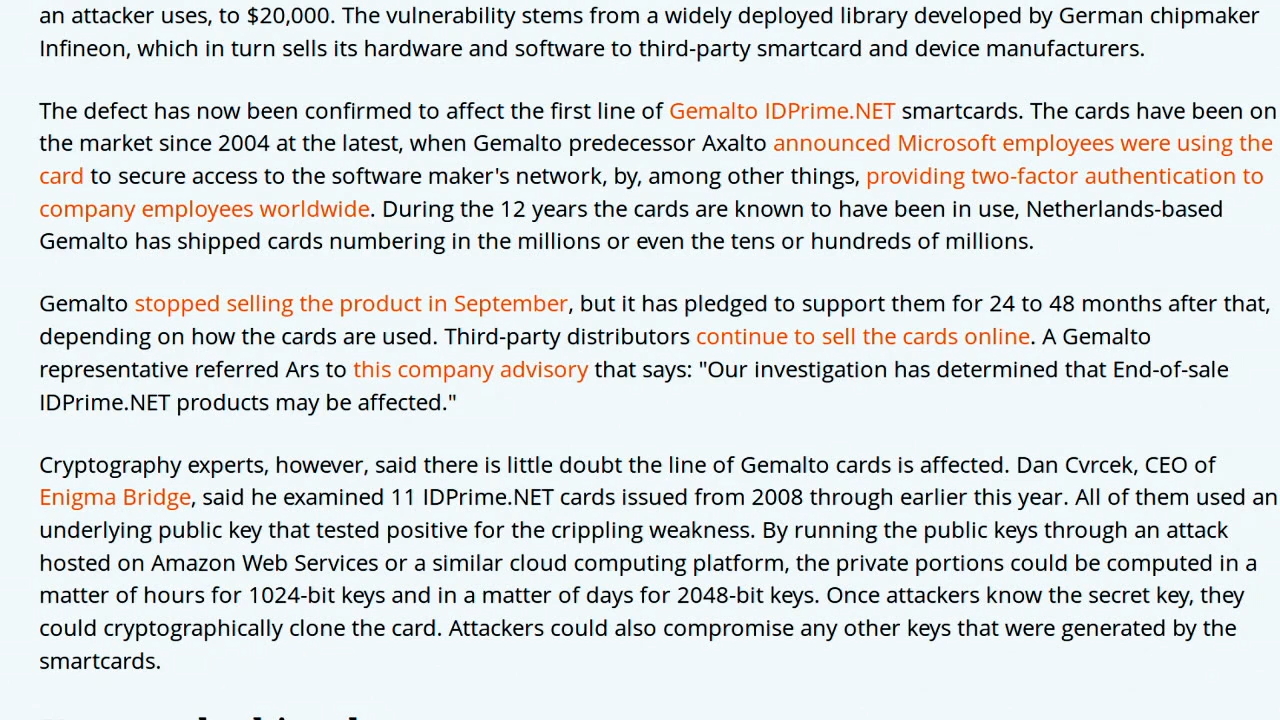 an attacker uses, to $20,000. The vulnerability stems from a widely deployed library developed by German chipmaker
Infineon, which in turn sells its hardware and software to third-party smartcard and device manufacturers.
The defect has now been confirmed to affect the first line of Gemalto IDPrime.NET smartcards. The cards have been on
the market since 2004 at the latest, when Gemalto predecessor Axalto announced Microsoft employees were using the
card to secure access to the software maker's network, by, among other things, providing two-factor authentication to
company employees worldwide. During the 12 years the cards are known to have been in use, Netherlands-based
Gemalto has shipped cards numbering in the millions or even the tens or hundreds of millions.
Gemalto stopped selling the product in September, but it has pledged to support them for 24 to 48 months after that,
depending on how the cards are used. Third-party distributors continue to sell the cards online. A Gemalto
representative referred Ars to this company advisory that says: "Our investigation has determined that End-of-sale
IDPrime.NET products may be affected."
Cryptography experts, however, said there is little doubt the line of Gemalto cards is affected. Dan Cvrcek, CEO of
Enigma Bridge, said he examined 11 IDPrime.NET cards issued from 2008 through earlier this year. All of them used an
underlying public key that tested positive for the crippling weakness. By running the public keys through an attack
hosted on Amazon Web Services or a similar cloud computing platform, the private portions could be computed in a
matter of hours for 1024-bit keys and in a matter of days for 2048-bit keys. Once attackers know the secret key, they
could cryptographically clone the card. Attackers could also compromise any other keys that were generated by the
smartcards.